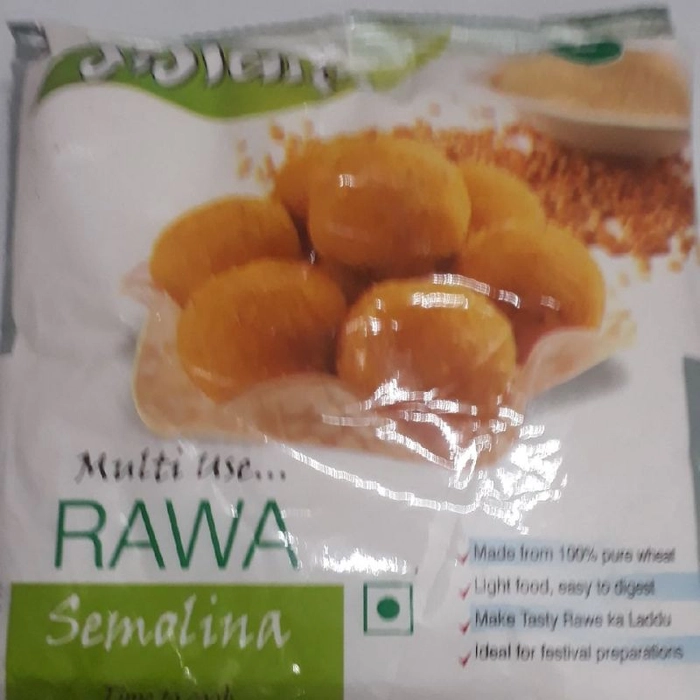 Multi Use...
RAWA
Semolina
Made from 100% pure wheat
Light food, easy to digest
Make Tasty Rawe ka Laddu
Ideal for festival preparations